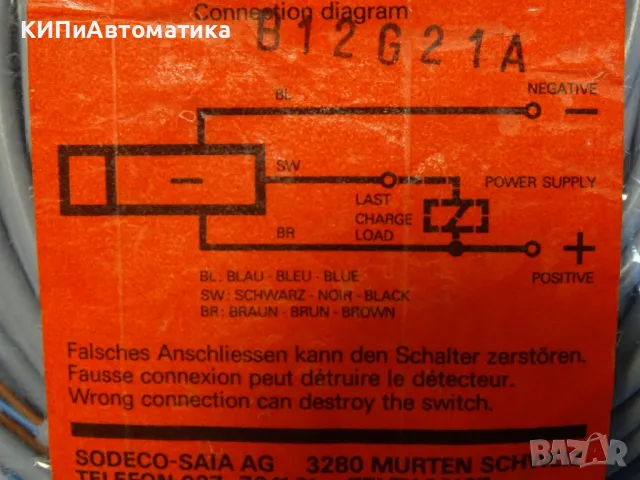 Connection diagram
КИПиАвтоматика
B12G21A
BL
NEGATIVE
−
SW
LAST
CHARGE
LOAD
POWER SUPPLY
BR
+
POSITIVE
BL: BLAU - BLEU - BLUE
SW: SCHWARZ - NOIR - BLACK
BR: BRAUN - BRUN - BROWN
Falsches Anschliessen kann den Schalter zerstören.
Fausse connexion peut détruire le détecteur.
Wrong connection can destroy the switch.
SODECO-SAIA AG 3280 MURTEN
TELEFON
BAZAR